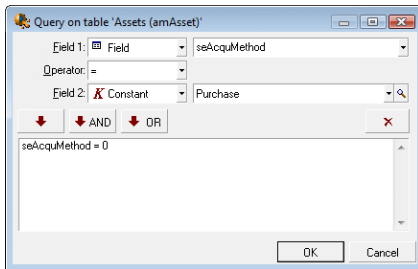 Query on table 'Assets (amAsset)'
Field 1: Field seAcquMethod
Operator: =
Field 2: K Constant Purchase
AND OR
seAcquMethod = 0
OK Cancel